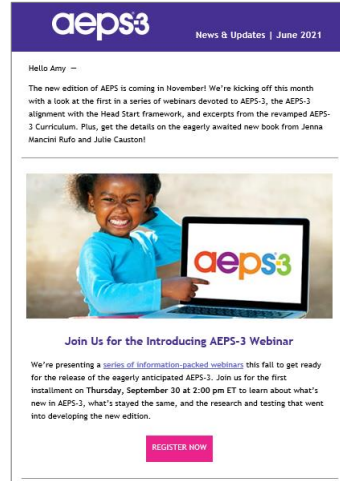 aeps®3
News & Updates | June 2021
Hello Amy –
The new edition of AEPS is coming in November! We're kicking off this month
with a look at the first in a series of webinars devoted to AEPS-3, the AEPS-3
alignment with the Head Start framework, and excerpts from the revamped AEPS-
3 Curriculum. Plus, get the details on the eagerly awaited new book from Jenna
Mancini Rufo and Julie Causton!
aeps®3
Join Us for the Introducing AEPS-3 Webinar
We're presenting a series of information-packed webinars this fall to get ready
for the release of the eagerly anticipated AEPS-3. Join us for the first
installment on Thursday, September 30 at 2:00 pm ET to learn about what's
new in AEPS-3, what's stayed the same, and the research and testing that went
into developing the new edition.
REGISTER NOW